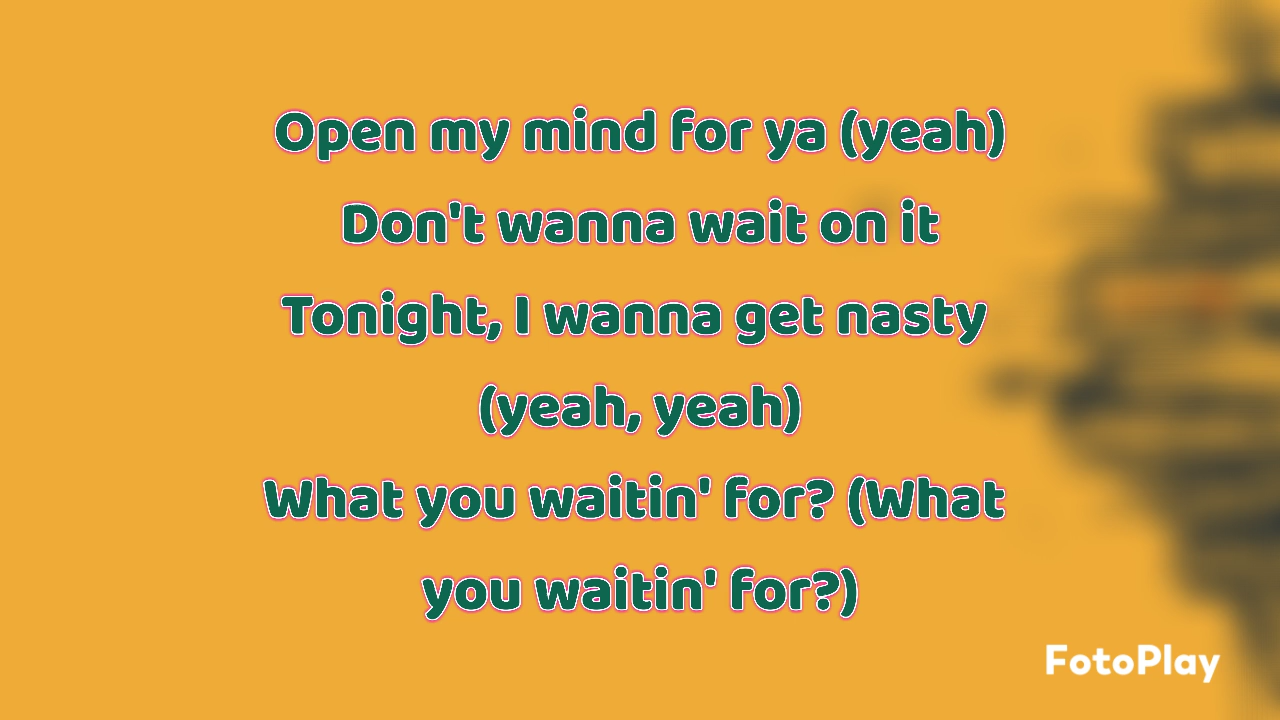 Open my mind for ya (yeah)
Don't wanna wait on it
Tonight, I wanna get nasty
(yeah, yeah)
What you waitin' for? (What
you waitin' for?)
FotoPlay